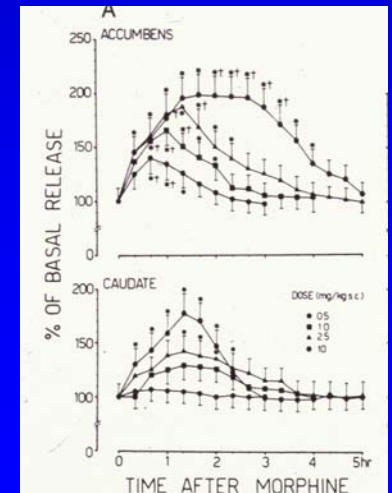 A
ACCUMBENS
250
200
150
100
0
% OF BASAL RELEASE
CAUDATE
200
150
100
0
DOSE (mg/kg s.c.)
0.5
1.0
2.5
10
0 1 2 3 4 5hr
TIME AFTER MORPHINE